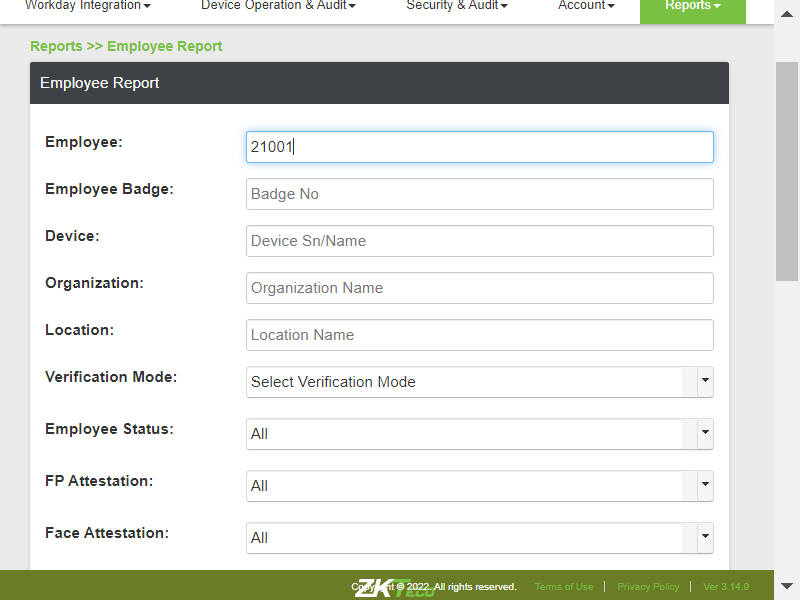 Workday Integration Device Operation & Audit Security & Audit Account Reports
Reports >> Employee Report
Employee Report
Employee: 21001
Employee Badge: Badge No
Device: Device Sn/Name
Organization: Organization Name
Location: Location Name
Verification Mode: Select Verification Mode
Employee Status: All
FP Attestation: All
Face Attestation: All
ZKTeco
© 2022. All rights reserved. Terms of Use | Privacy Policy | Ver 3.14.9